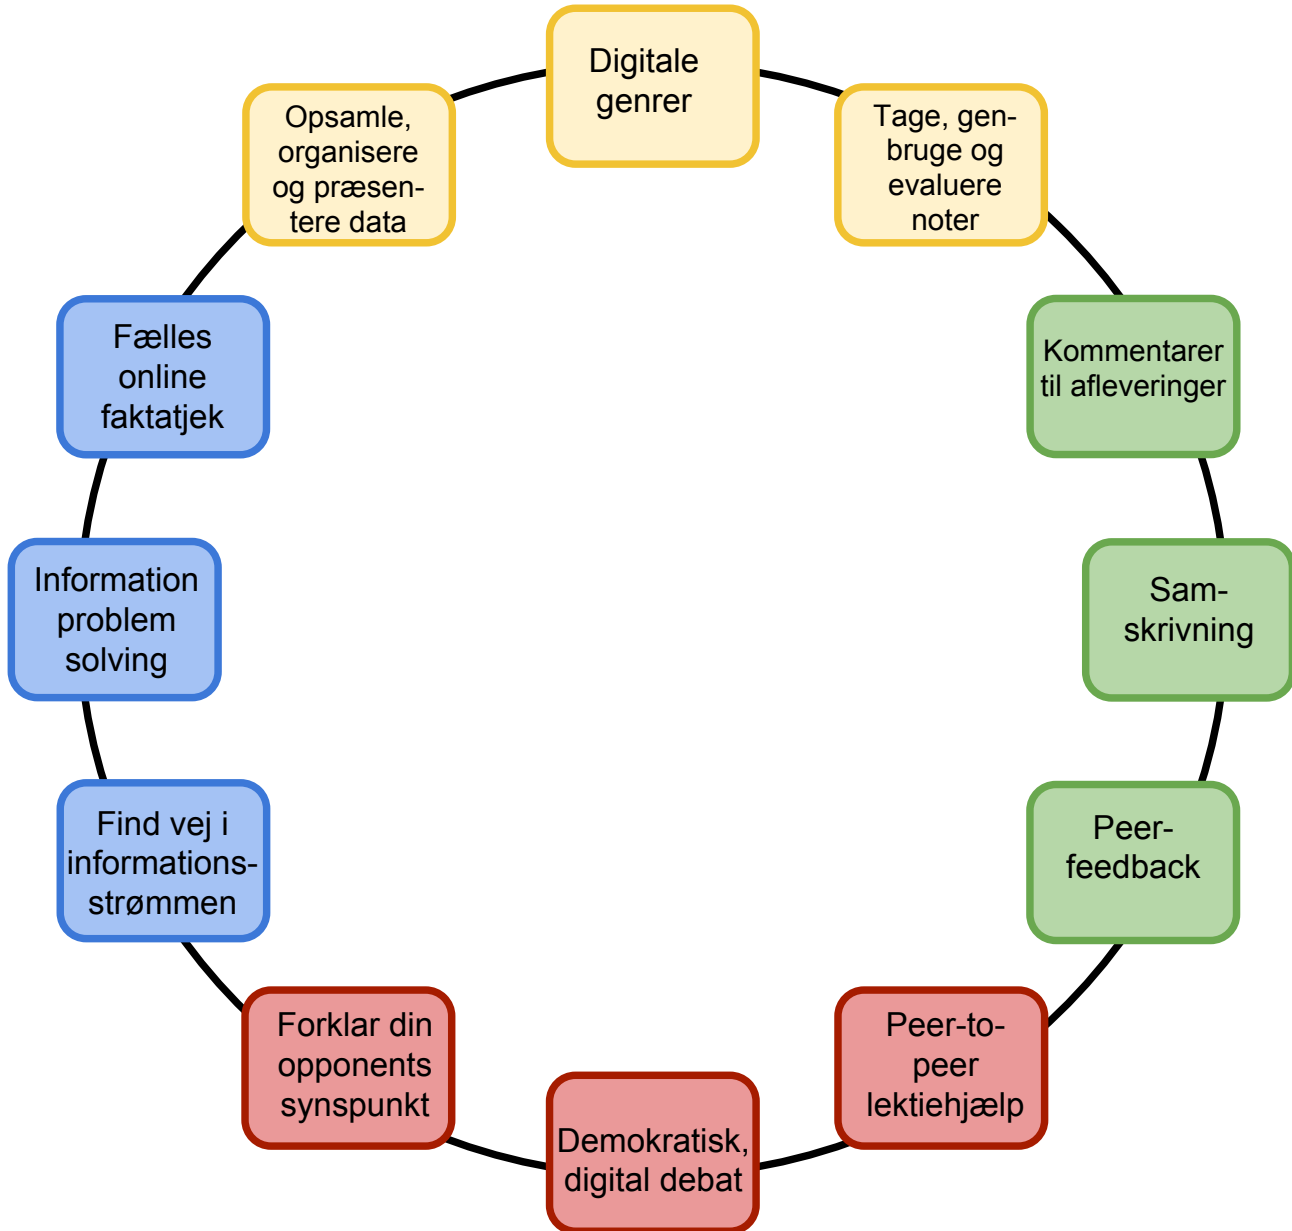 Digitale
genrer
Tage, gen-
bruge og
evaluere
noter
Kommentarer
til afleveringer
Sam-
skrivning
Peer-
feedback
Peer-to-
peer
lektiehjælp
Demokratisk,
digital debat
Forklar din
opponents
synspunkt
Find vej i
informations-
strømmen
Information
problem
solving
Fælles
online
faktatjek
Opsamle,
organisere
og præsen-
tere data